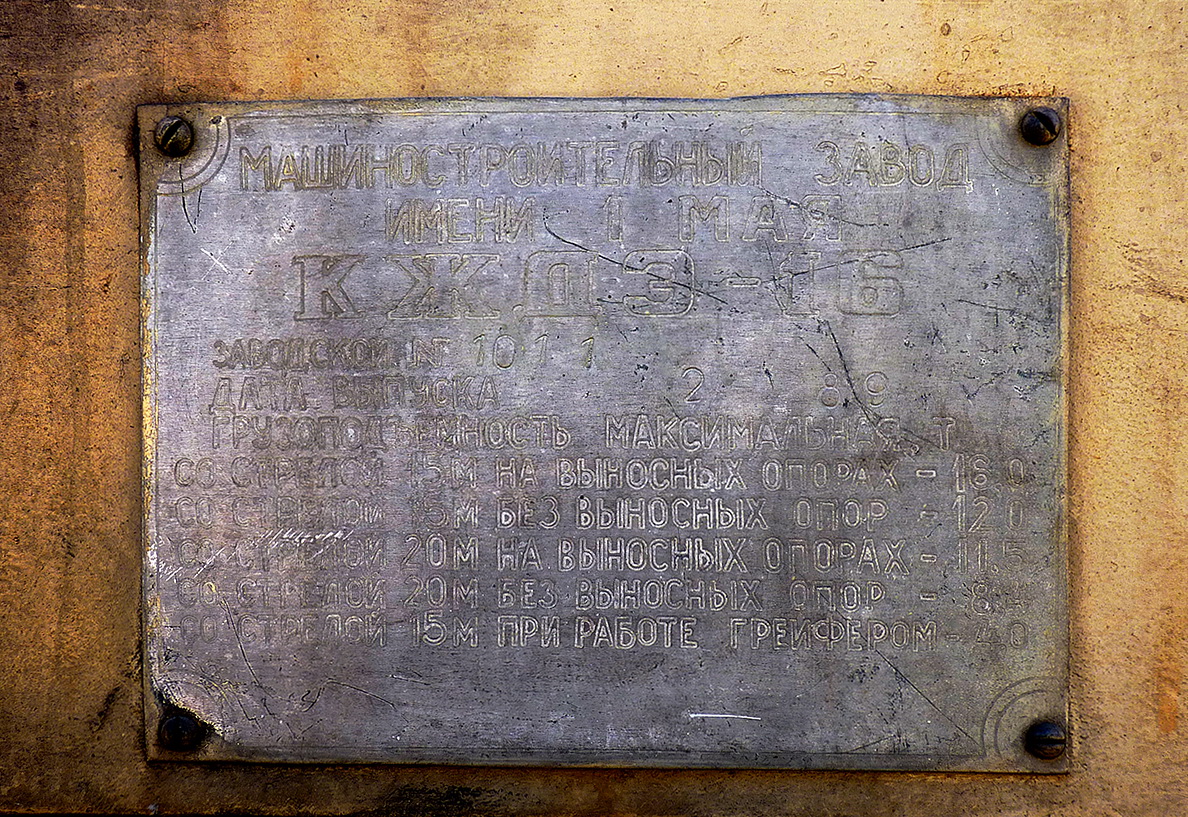 МАШИНОСТРОИТЕЛЬНЫЙ ЗАВОД
ИМЕНИ 1 МАЯ
КЖДЭ-16
ЗАВОДСКОЙ № 1011
ДАТА ВЫПУСКА 2 89
ГРУЗОПОДЪЕМНОСТЬ МАКСИМАЛЬНАЯ, Т
СО СТРЕЛОЙ 15М НА ВЫНОСНЫХ ОПОРАХ - 16,0
СО СТРЕЛОЙ 15М БЕЗ ВЫНОСНЫХ ОПОР - 12,0
СО СТРЕЛОЙ 20М НА ВЫНОСНЫХ ОПОРАХ - 11,5
СО СТРЕЛОЙ 20М БЕЗ ВЫНОСНЫХ ОПОР -
СО СТРЕЛОЙ 15М ПРИ РАБОТЕ ГРЕЙФЕРОМ - 4,0